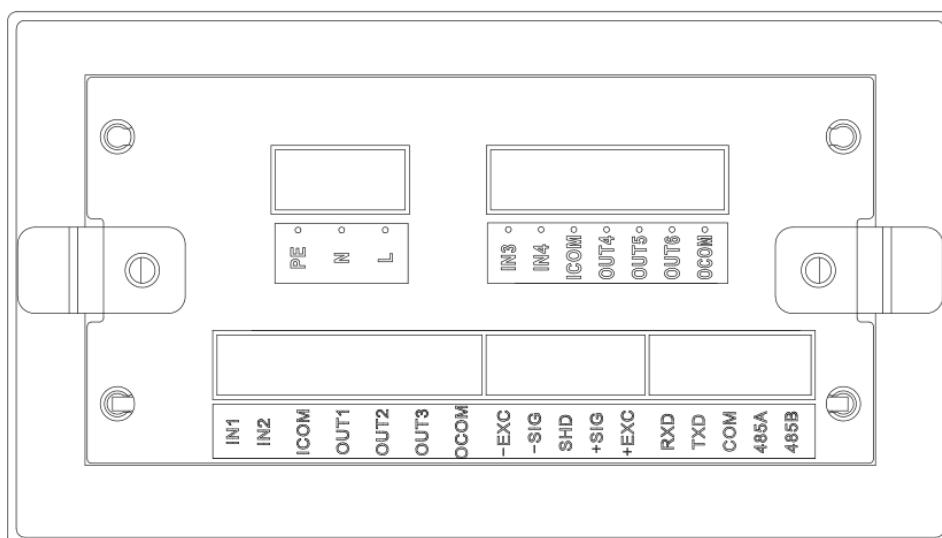 PE N L
IN3 IN4 ICOM OUT4 OUT5 OUT6 OCOM
IN1 IN2 ICOM OUT1 OUT2 OUT3 OCOM -EXC -SIG SHD +SIG +EXC RXD TXD COM 485A 485B